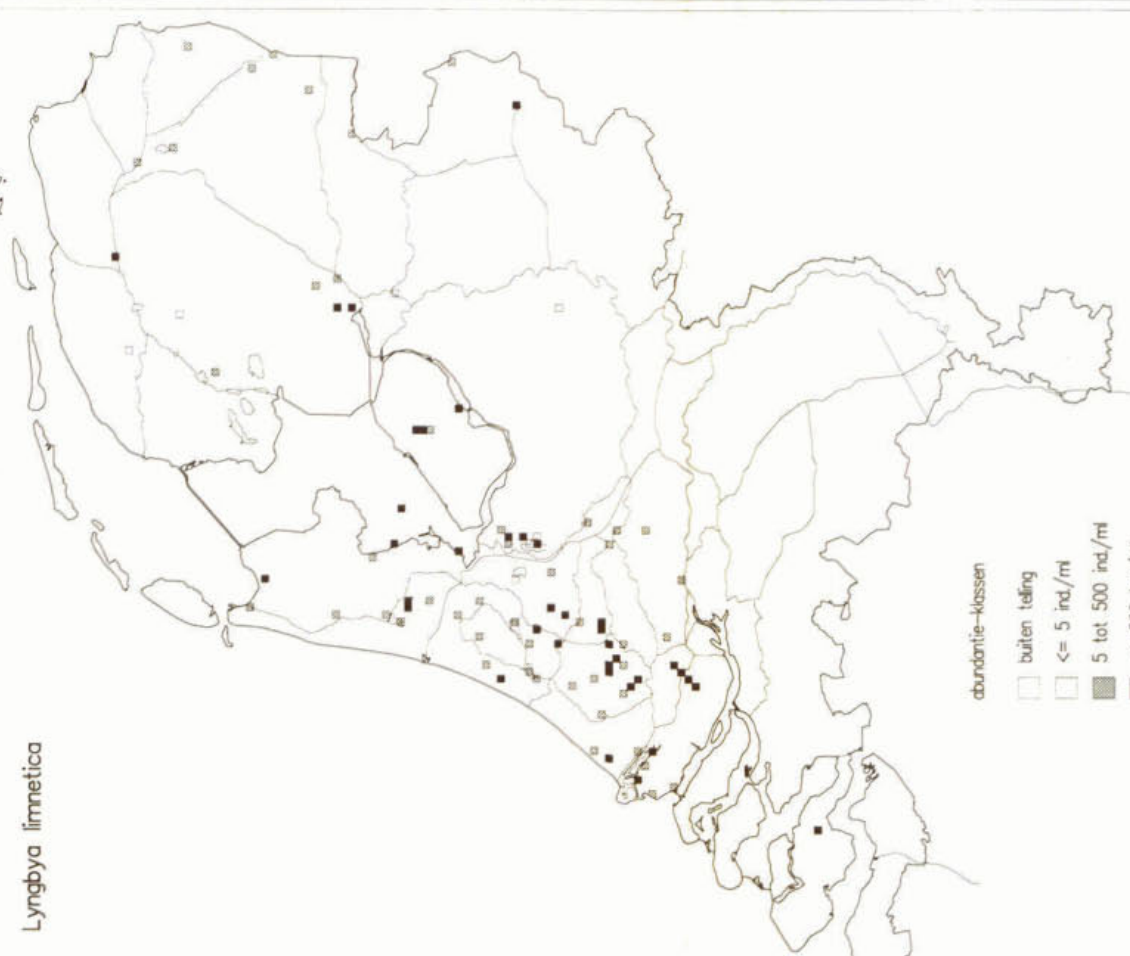 Lyngbya limnetica
abundantie-klassen
buiten telling
<= 5 ind./ml
5 tot 500 ind./ml